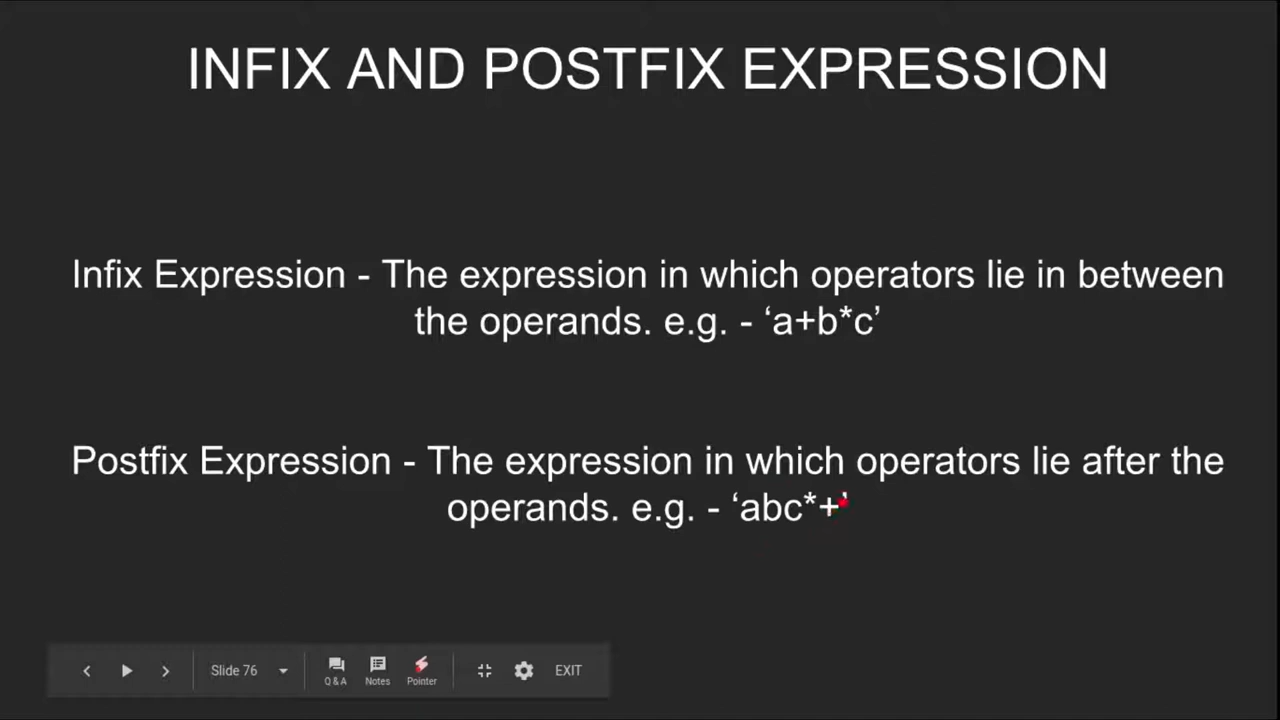 INFIX AND POSTFIX EXPRESSION
Infix Expression - The expression in which operators lie in between
the operands. e.g. - ‘a+b*c’
Postfix Expression - The expression in which operators lie after the
operands. e.g. - ‘abc*+’
Slide 76
Q & A
Notes
Pointer
EXIT